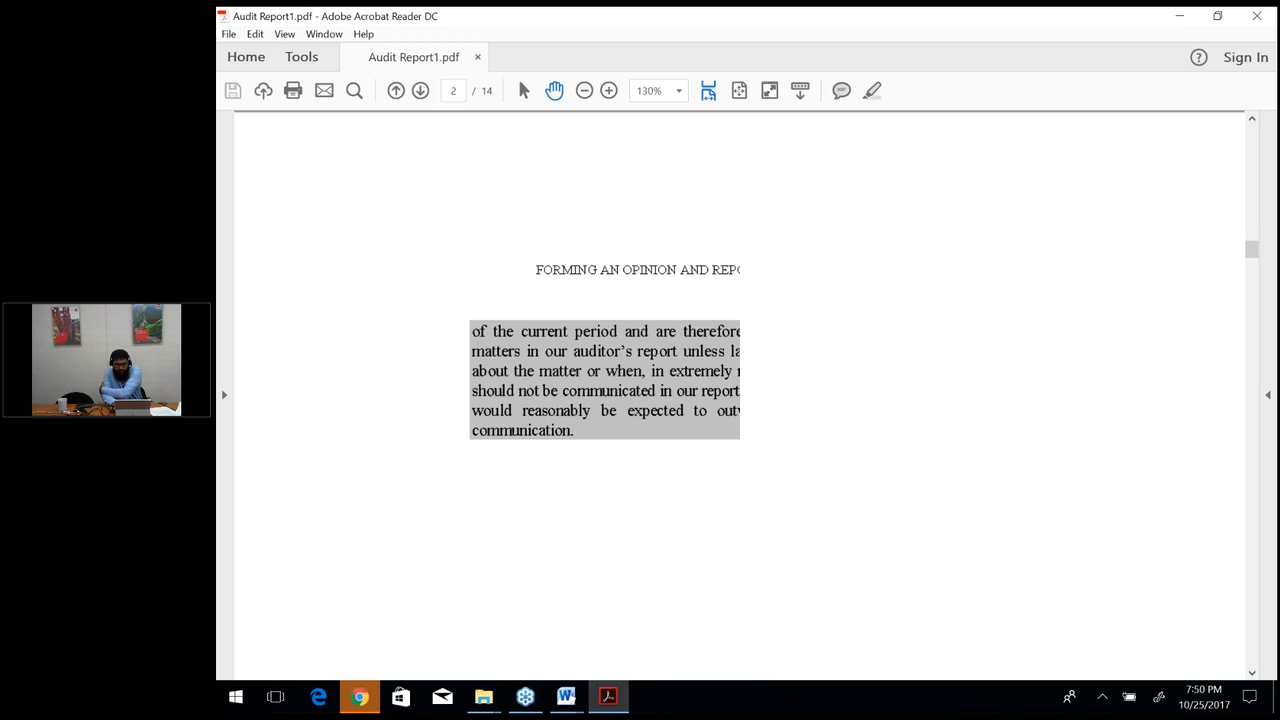 Audit Report1.pdf - Adobe Acrobat Reader DC
File Edit View Window Help
Home Tools Audit Report1.pdf × Sign In
2 / 14 130%
FORMING AN OPINION AND REPO
of the current period and are therefore
matters in our auditor's report unless la
about the matter or when, in extremely
should not be communicated in our report
would reasonably be expected to out
communication.
7:50 PM
10/25/2017